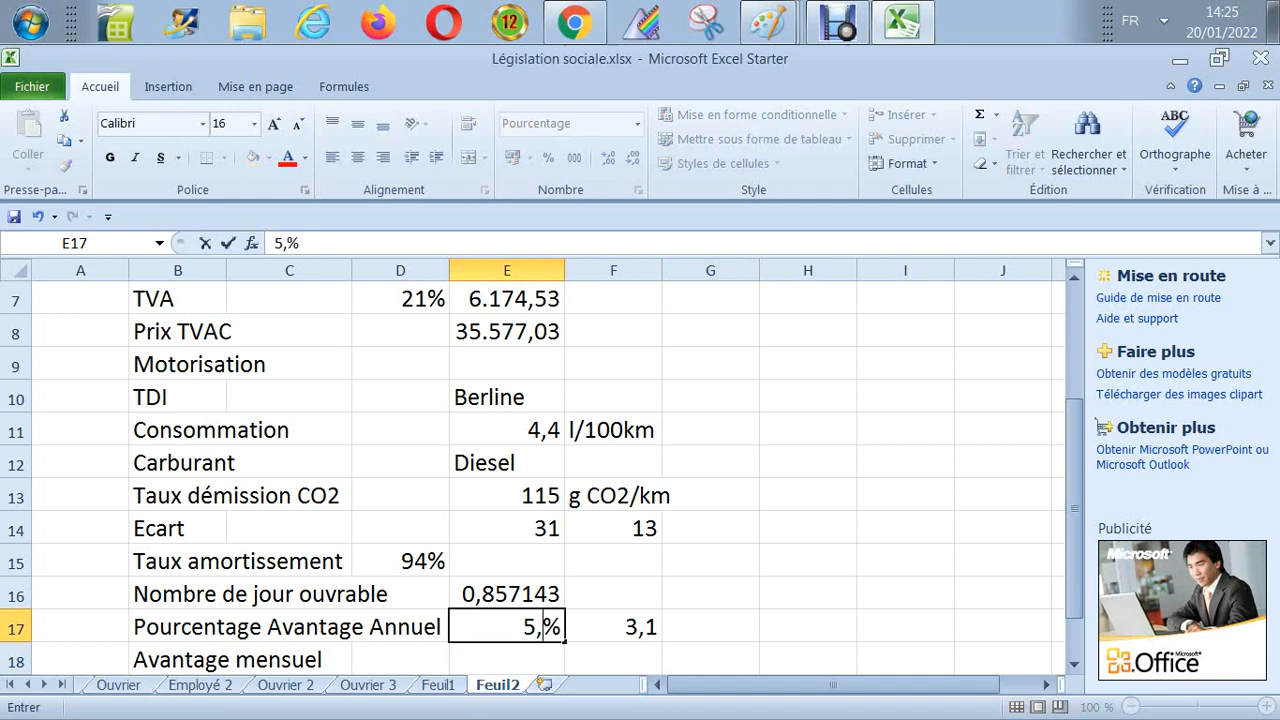 12
FR
14:25
20/01/2022
Législation sociale.xlsx - Microsoft Excel Starter
Fichier
Accueil
Insertion
Mise en page
Formules
Coller
Presse-pa...
Calibri
16
G I S
Police
Alignement
Pourcentage
% 000
Nombre
Mise en forme conditionnelle
Mettre sous forme de tableau
Styles de cellules
Style
Insérer
Supprimer
Format
Cellules
Σ
Trier et filtrer
Rechercher et sélectionner
Édition
ABC
Orthographe
Vérification
Acheter
Mise à ...
E17
fx
5,%
A B C D E F G H I J
7 TVA 21% 6.174,53
8 Prix TVAC 35.577,03
9 Motorisation
10 TDI Berline
11 Consommation 4,4 l/100km
12 Carburant Diesel
13 Taux démission CO2 115 g CO2/km
14 Ecart 31 13
15 Taux amortissement 94%
16 Nombre de jour ouvrable 0,857143
17 Pourcentage Avantage Annuel 5,% 3,1
18 Avantage mensuel
Ouvrier
Employé 2
Ouvrier 2
Ouvrier 3
Feuil1
Feuil2
Entrer
100 %
Mise en route
Guide de mise en route
Aide et support
Faire plus
Obtenir des modèles gratuits
Télécharger des images clipart
Obtenir plus
Obtenir Microsoft PowerPoint ou
Microsoft Outlook
Publicité
Microsoft
Microsoft
Office